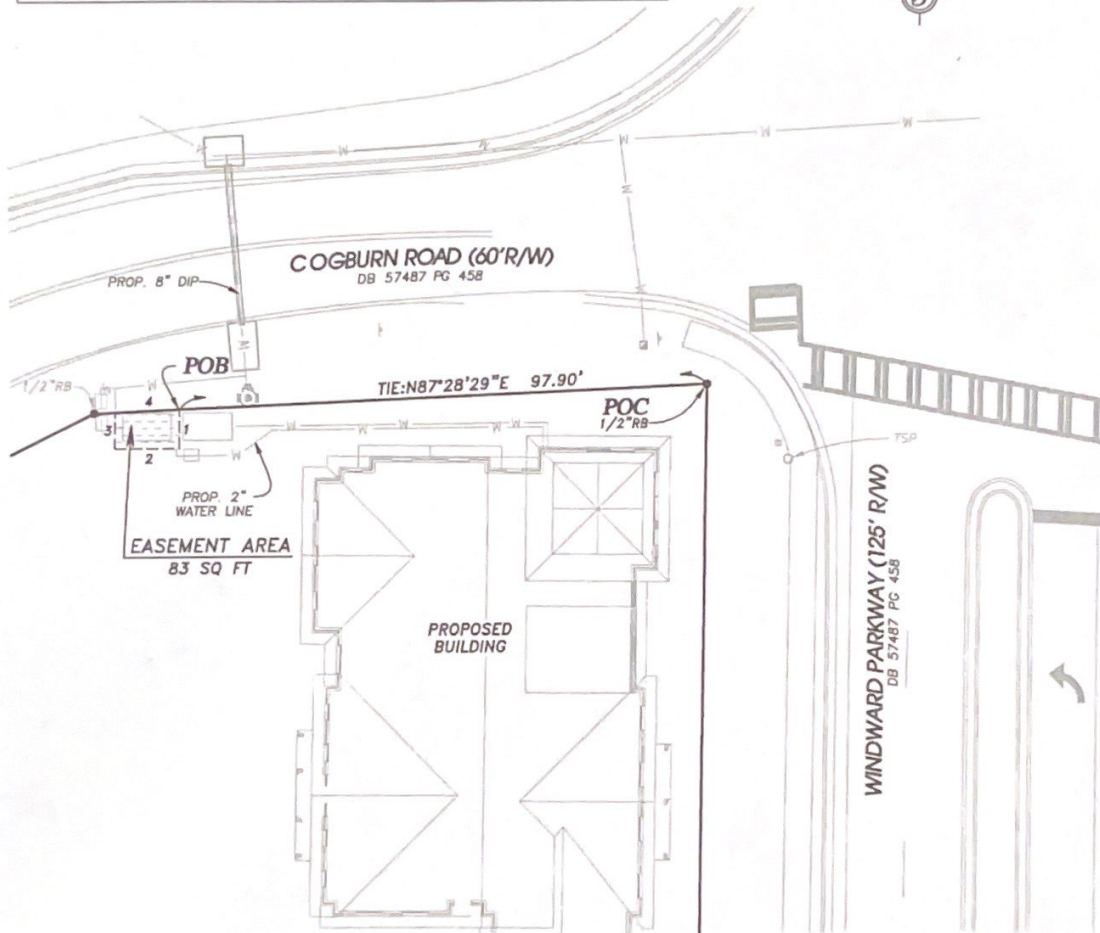 COGBURN ROAD (60'R/W)
DB 57487 PG 458
PROP. 8" DIP
POB
1/2"RB
TIE:N87°28'29"E 97.90'
POC
1/2"RB
4
3
1
2
W W W W W
W
W
W
W
W W W W
W
TSP
PROP. 2"
WATER LINE
EASEMENT AREA
83 SQ FT
PROPOSED
BUILDING
WINDWARD PARKWAY (125' R/W)
DB 57487 PG 458